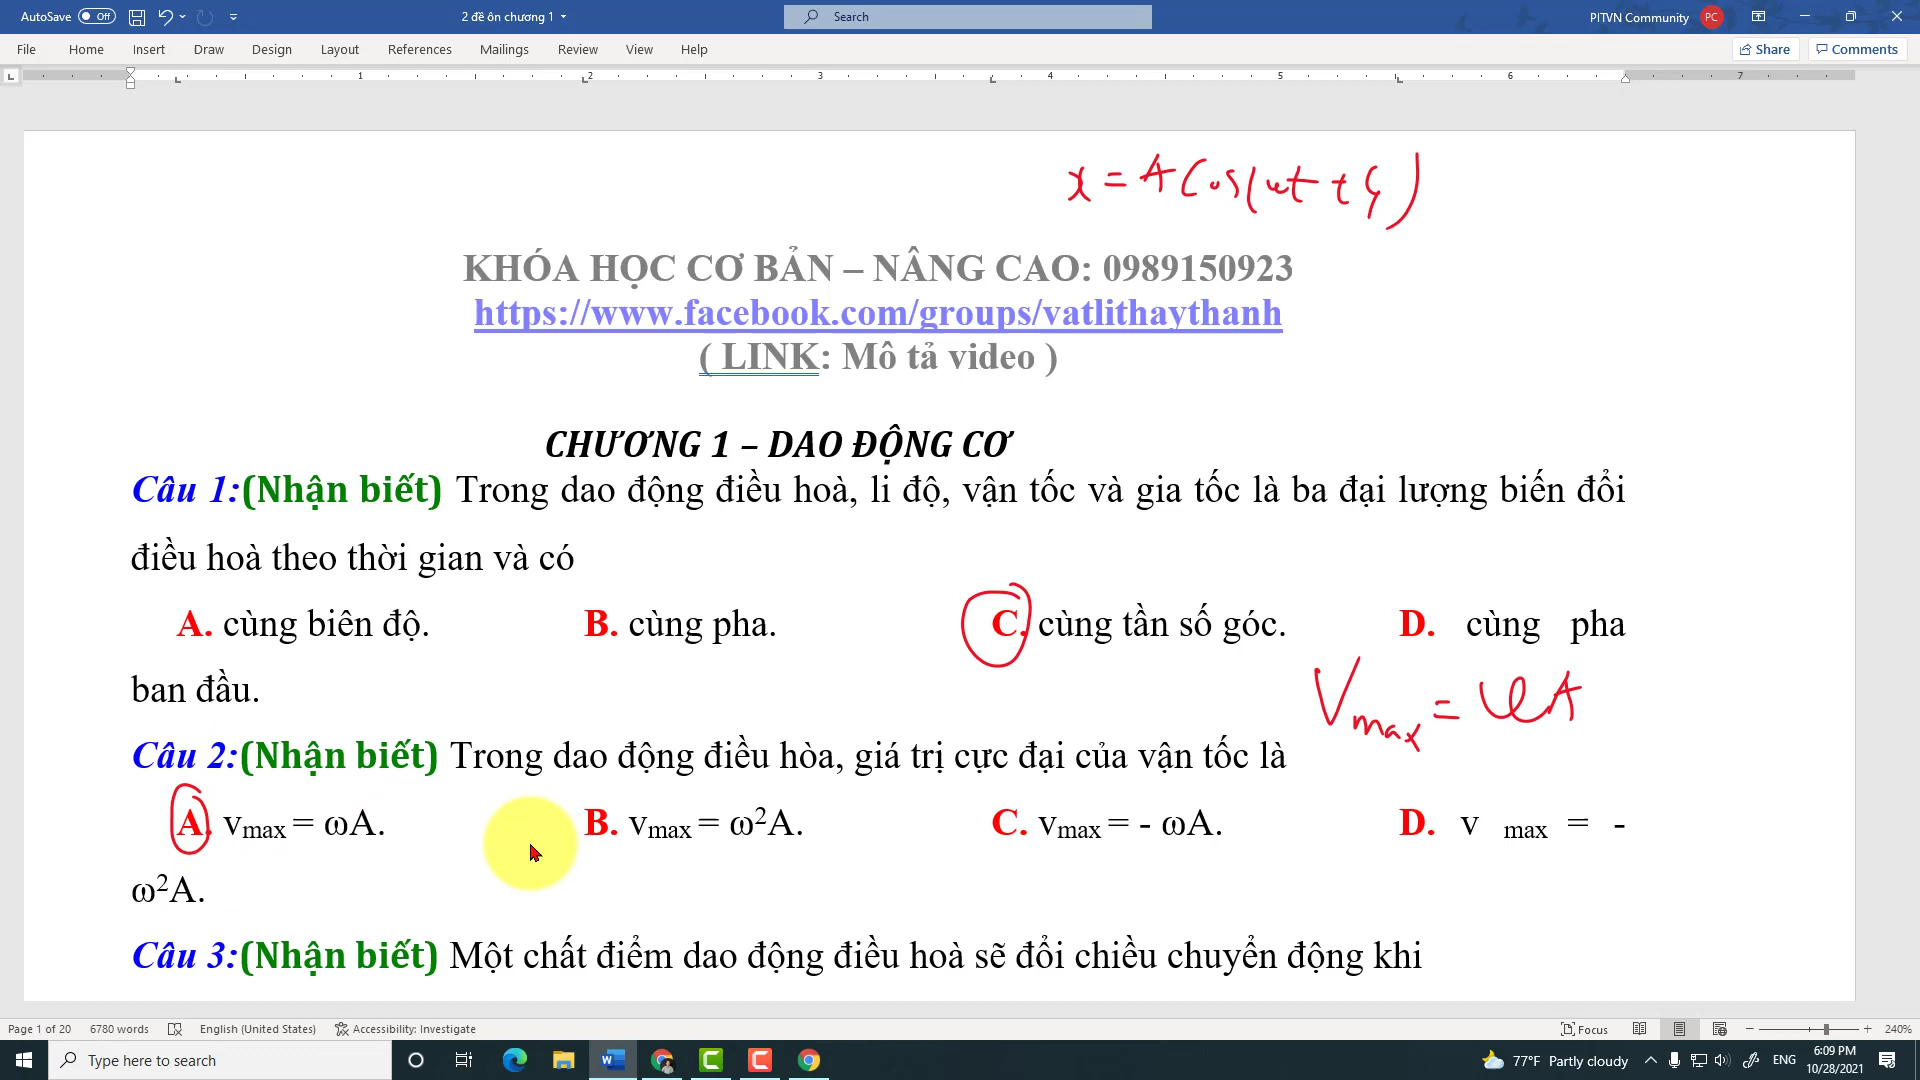 AutoSave Off 2 đề ôn chương 1 Search PITVN Community PC
File Home Insert Draw Design Layout References Mailings Review View Help Share Comments
1 2 3 4 5 6 7
x = A cos(ωt + φ)
KHÓA HỌC CƠ BẢN – NÂNG CAO: 0989150923
https://www.facebook.com/groups/vatlithaythanh
( LINK: Mô tả video )
CHƯƠNG 1 – DAO ĐỘNG CƠ
Câu 1:(Nhận biết) Trong dao động điều hoà, li độ, vận tốc và gia tốc là ba đại lượng biến đổi
điều hoà theo thời gian và có
A. cùng biên độ. B. cùng pha. C. cùng tần số góc. D. cùng pha
ban đầu.
Vmax = ωA
Câu 2:(Nhận biết) Trong dao động điều hòa, giá trị cực đại của vận tốc là
A. vmax = ωA. B. vmax = ω²A. C. vmax = - ωA. D. v max = -
ω²A.
Câu 3:(Nhận biết) Một chất điểm dao động điều hoà sẽ đổi chiều chuyển động khi
Page 1 of 20 6780 words English (United States) Accessibility: Investigate Focus 240%
Type here to search 77°F Partly cloudy ENG 6:09 PM
10/28/2021